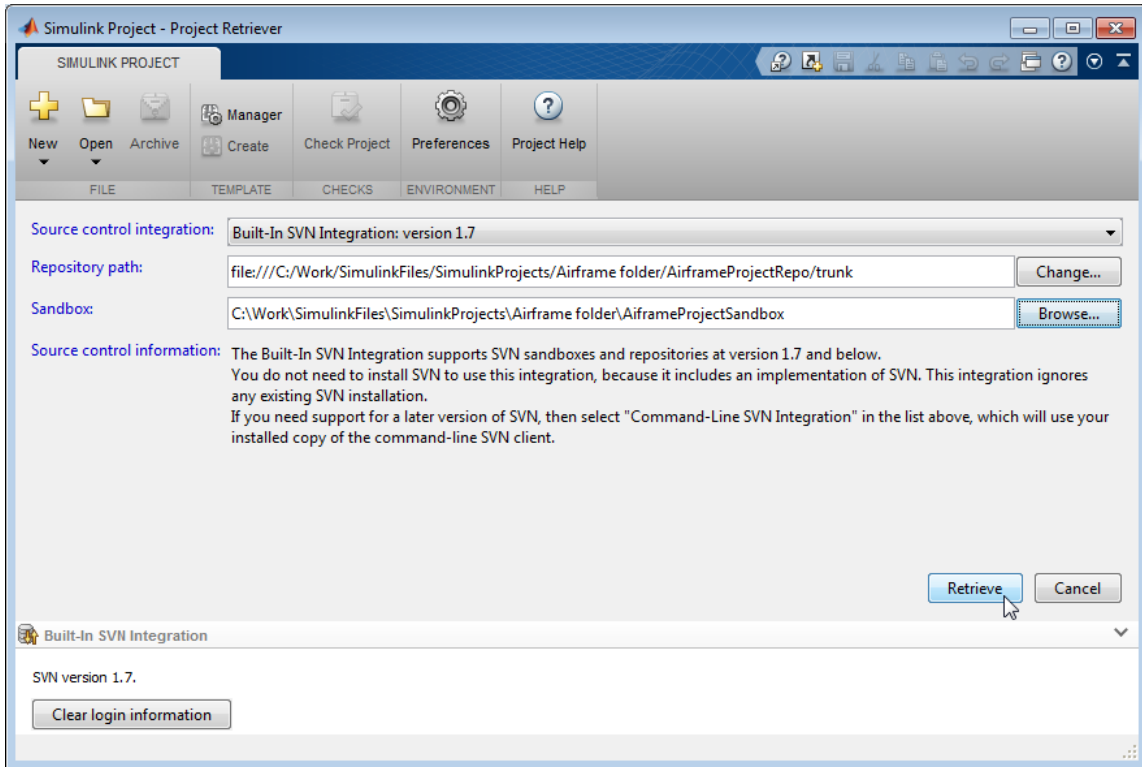 Simulink Project - Project Retriever
SIMULINK PROJECT
New
Open
Archive
FILE
Manager
Create
TEMPLATE
Check Project
CHECKS
Preferences
ENVIRONMENT
Project Help
HELP
Source control integration: Built-In SVN Integration: version 1.7
Repository path: file:///C:/Work/SimulinkFiles/SimulinkProjects/Airframe folder/AirframeProjectRepo/trunk Change...
Sandbox: C:\Work\SimulinkFiles\SimulinkProjects\Airframe folder\AiframeProjectSandbox Browse...
Source control information: The Built-In SVN Integration supports SVN sandboxes and repositories at version 1.7 and below.
You do not need to install SVN to use this integration, because it includes an implementation of SVN. This integration ignores
any existing SVN installation.
If you need support for a later version of SVN, then select "Command-Line SVN Integration" in the list above, which will use your
installed copy of the command-line SVN client.
Retrieve Cancel
Built-In SVN Integration
SVN version 1.7.
Clear login information